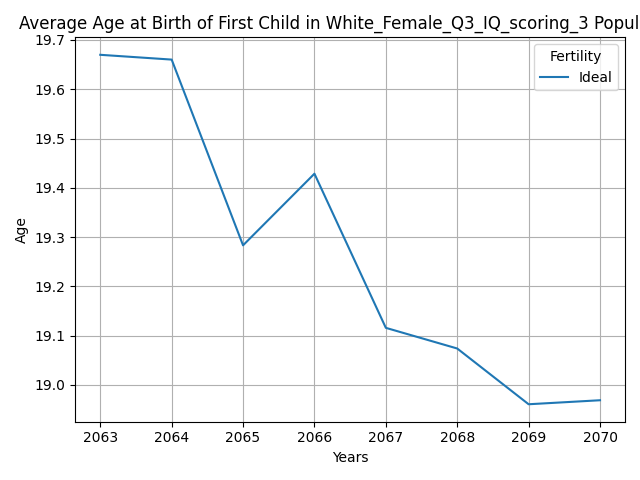 Average Age at Birth of First Child in White_Female_Q3_IQ_scoring_3 Popul
19.7
19.6
19.5
19.4
19.3
19.2
19.1
19.0
Age
Fertility
Ideal
2063 2064 2065 2066 2067 2068 2069 2070
Years